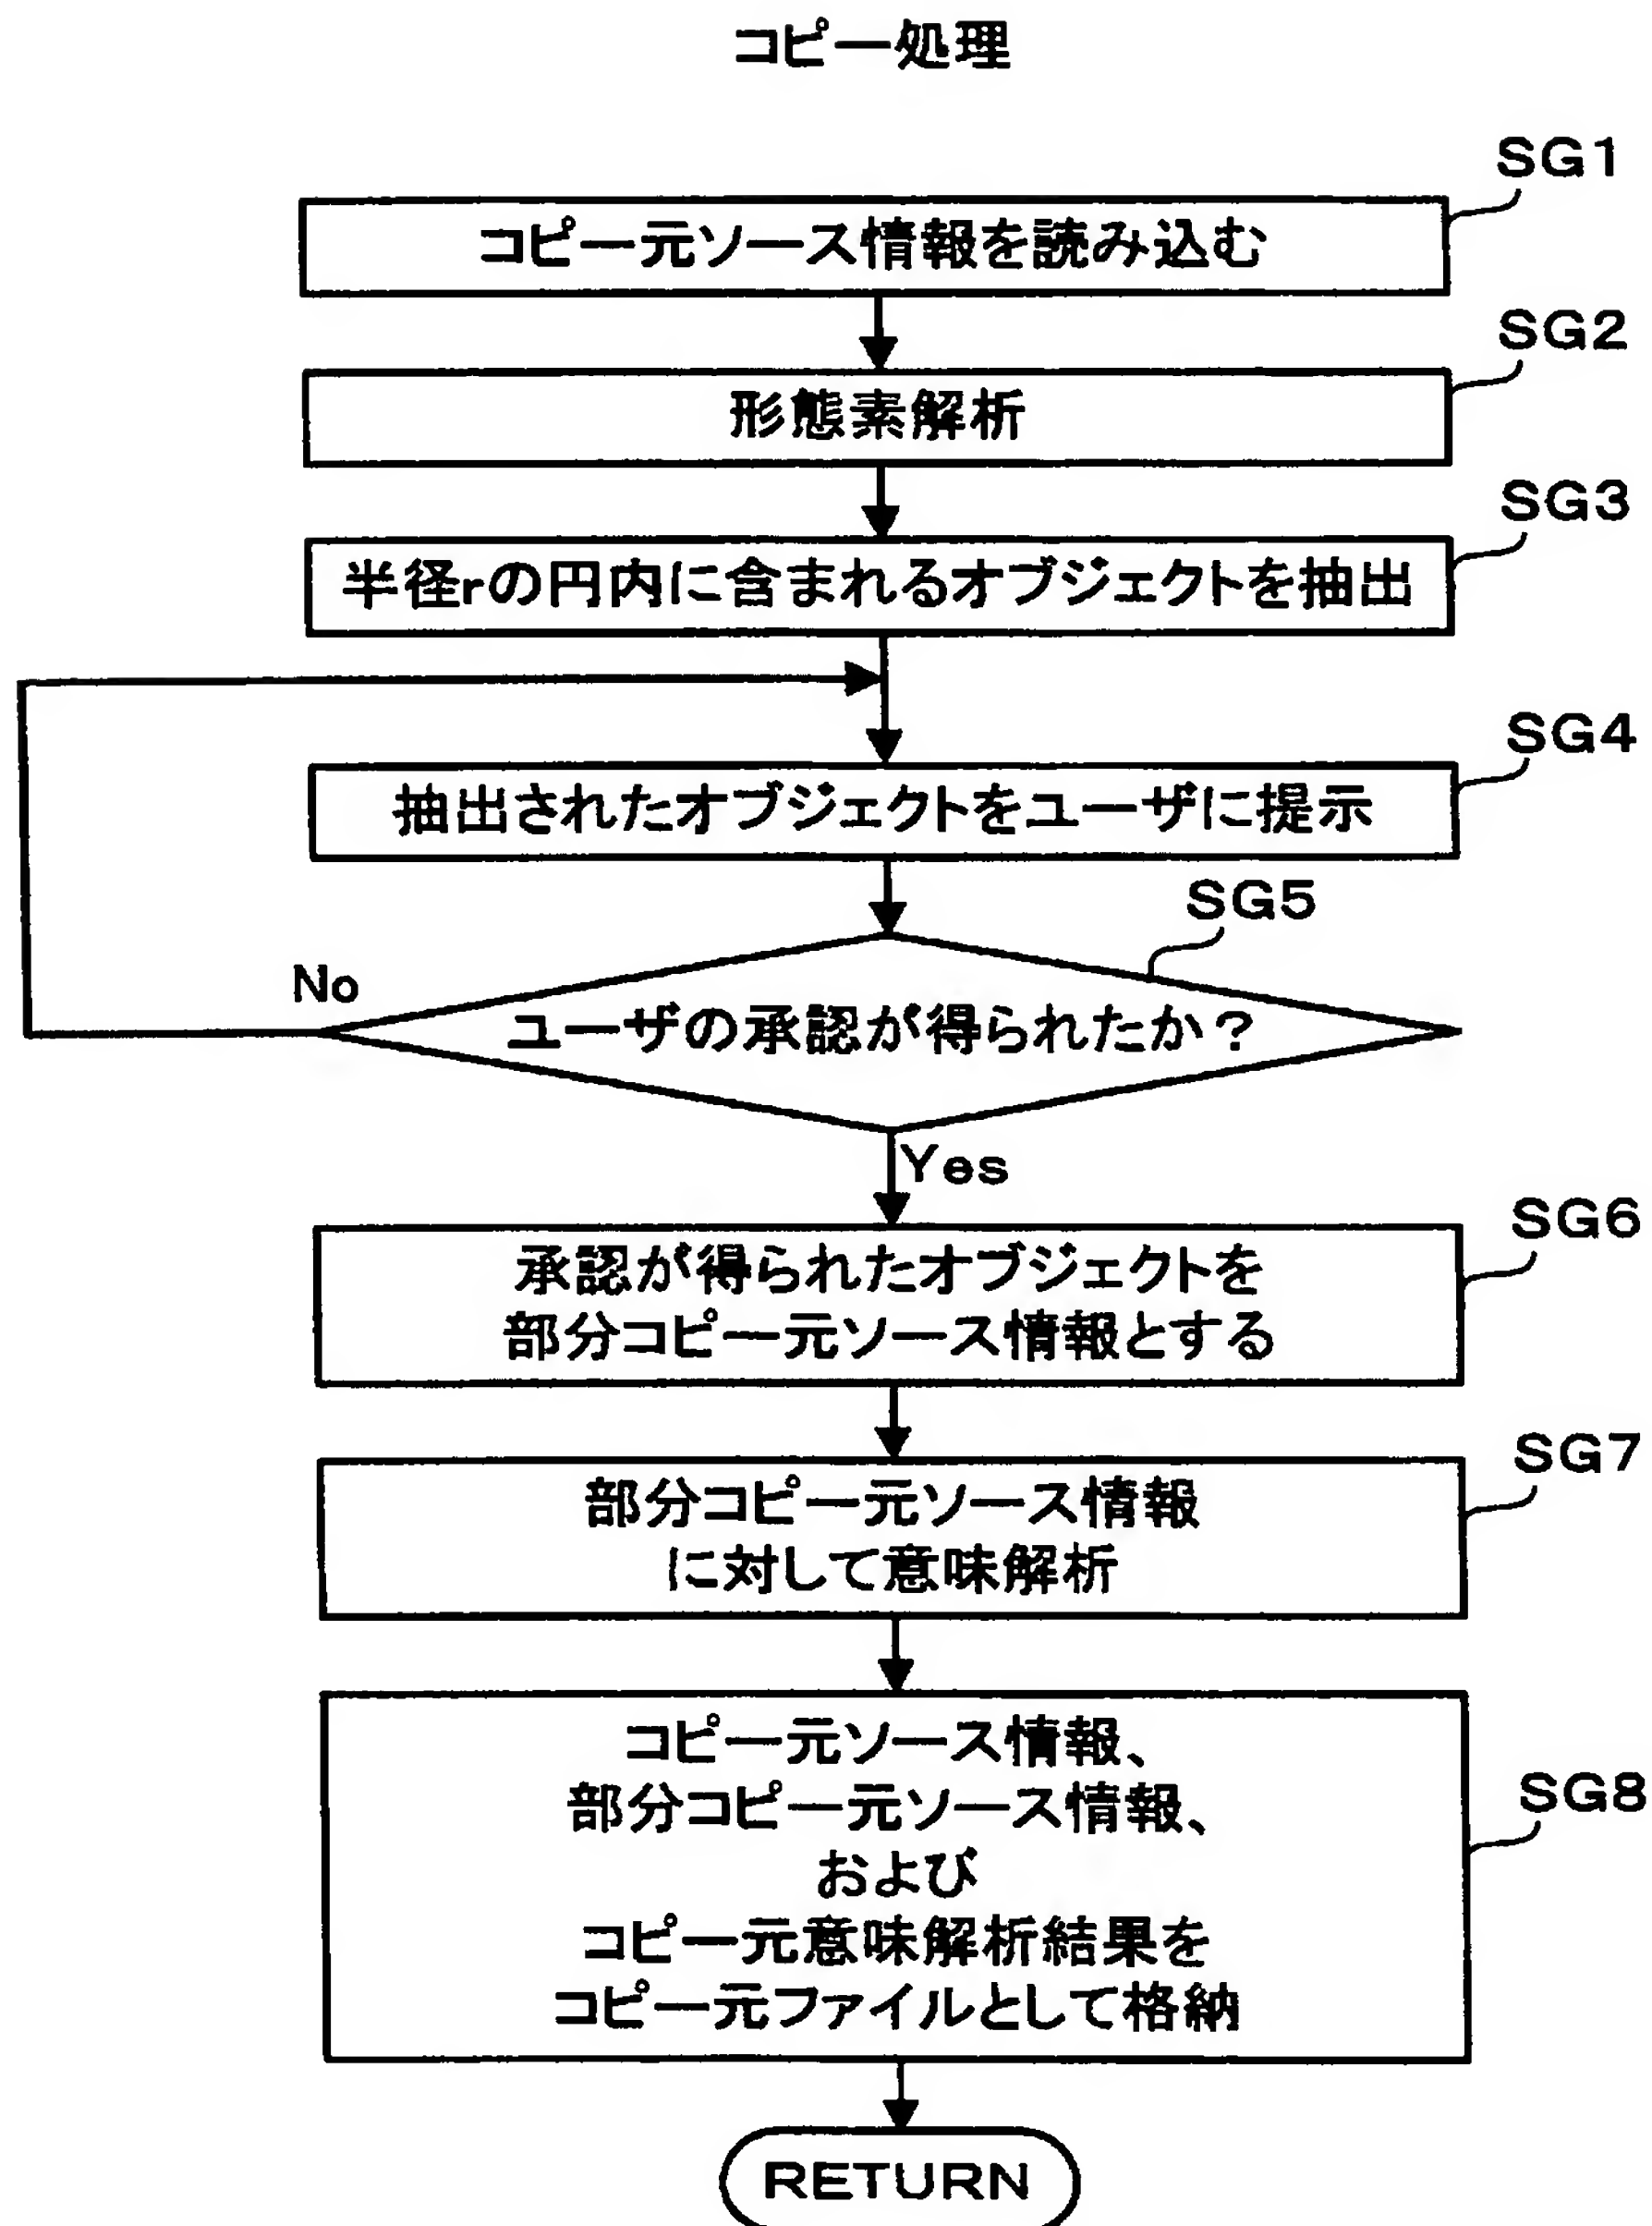 コピー処理
SG1
コピー元ソース情報を読み込む
SG2
形態素解析
SG3
半径rの円内に含まれるオブジェクトを抽出
SG4
抽出されたオブジェクトをユーザに提示
SG5
No
ユーザの承認が得られたか？
Yes
SG6
承認が得られたオブジェクトを
部分コピー元ソース情報とする
SG7
部分コピー元ソース情報
に対して意味解析
コピー元ソース情報、
SG8
部分コピー元ソース情報、
および
コピー元意味解析結果を
コピー元ファイルとして格納
RETURN